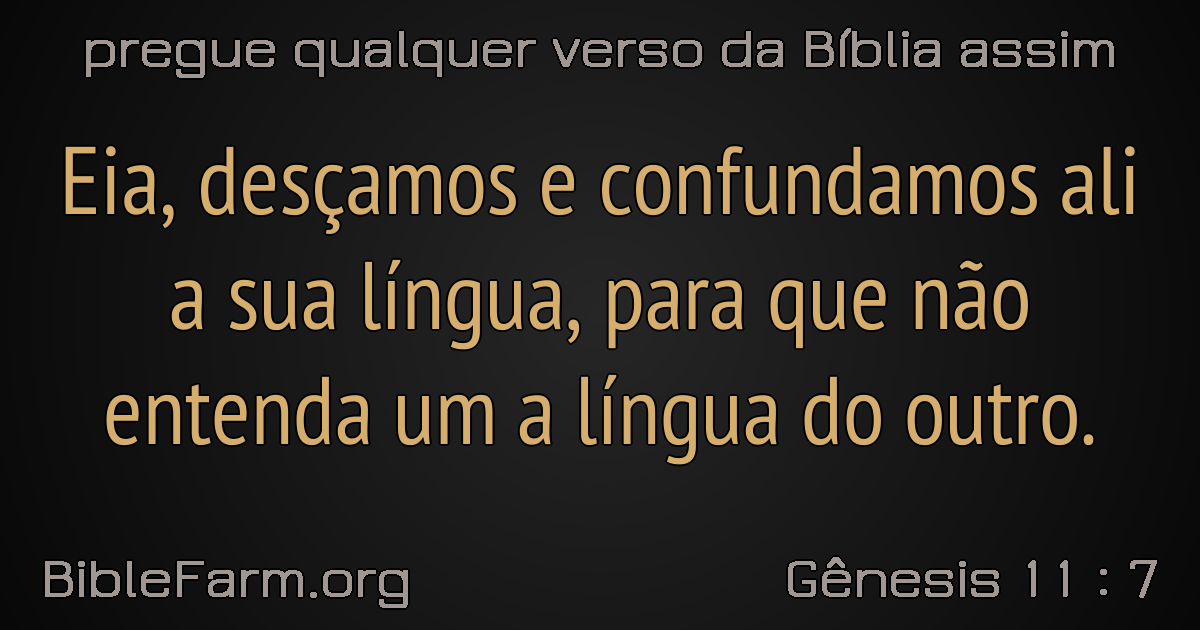 pregue qualquer verso da Bíblia assim
Eia, desçamos e confundamos ali
a sua língua, para que não
entenda um a língua do outro.
BibleFarm.org
Gênesis 11 : 7